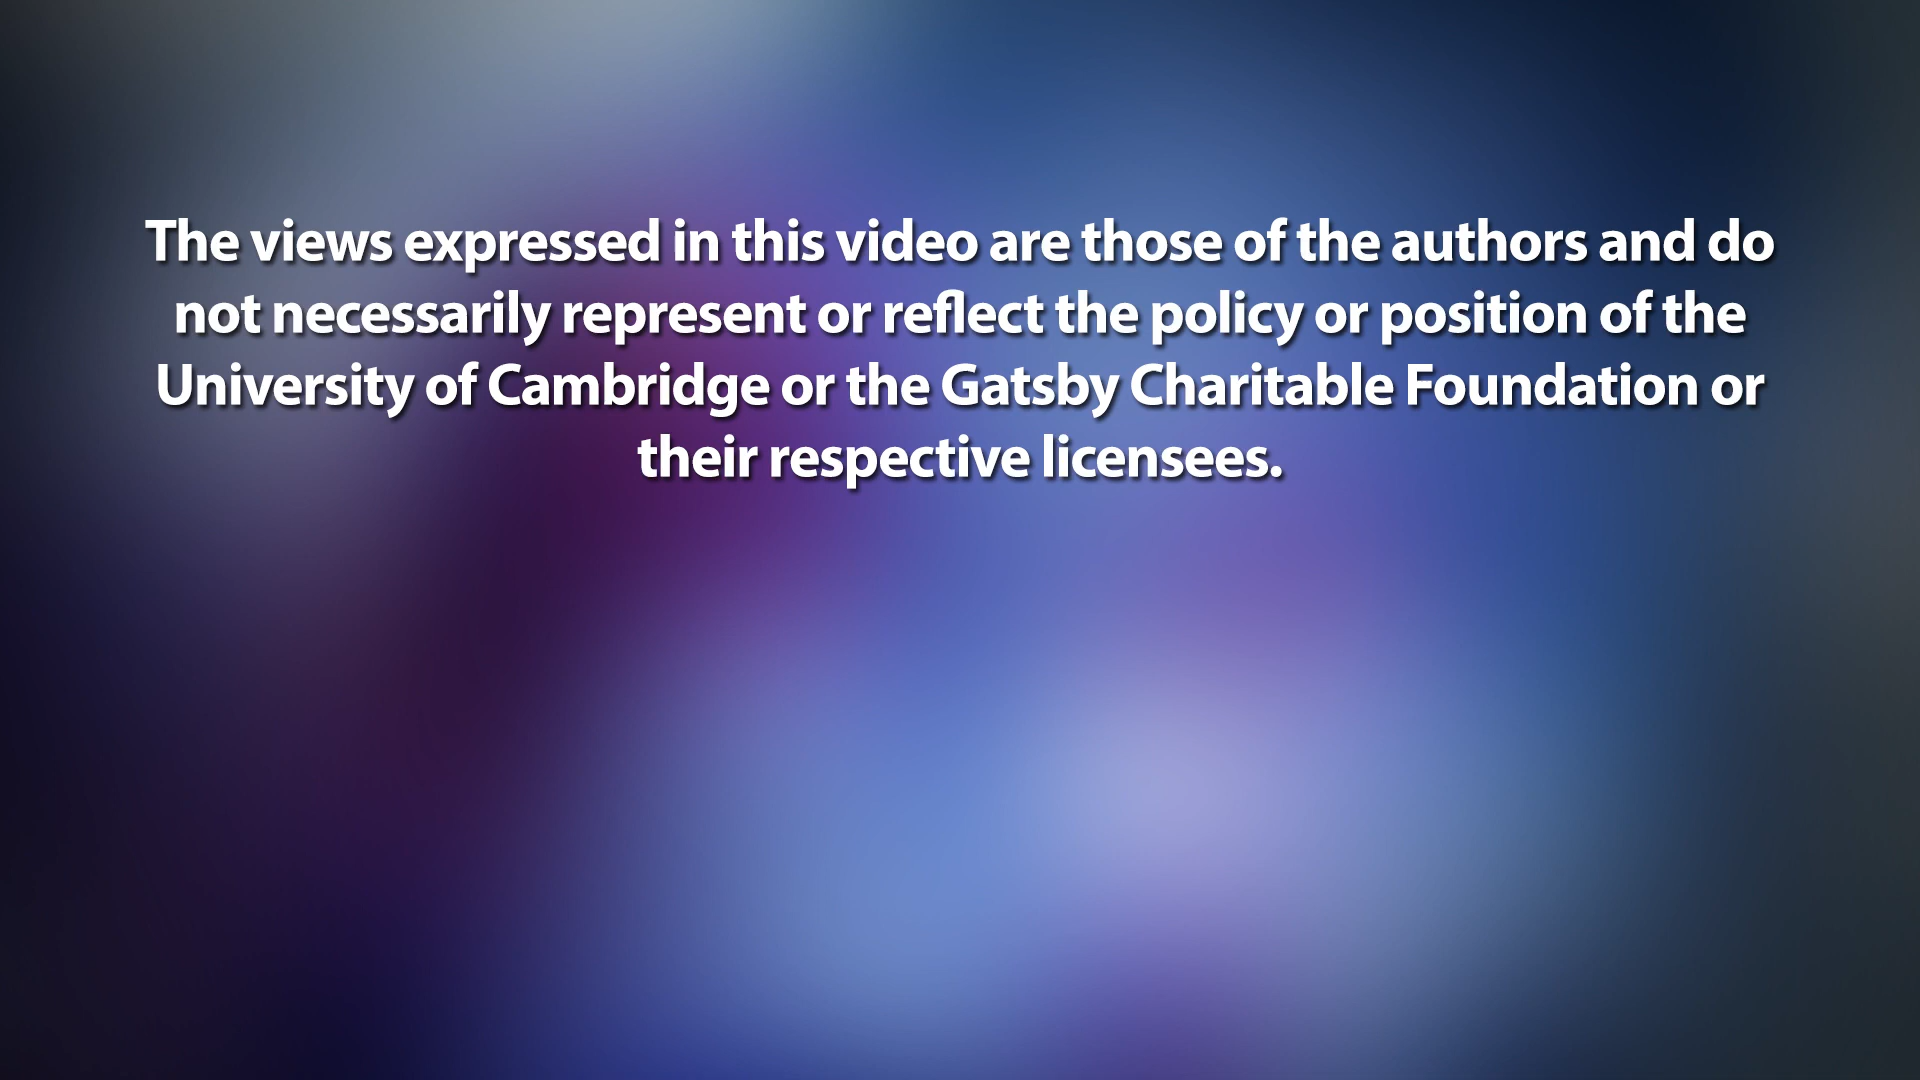 The views expressed in this video are those of the authors and do
not necessarily represent or reflect the policy or position of the
University of Cambridge or the Gatsby Charitable Foundation or
their respective licensees.